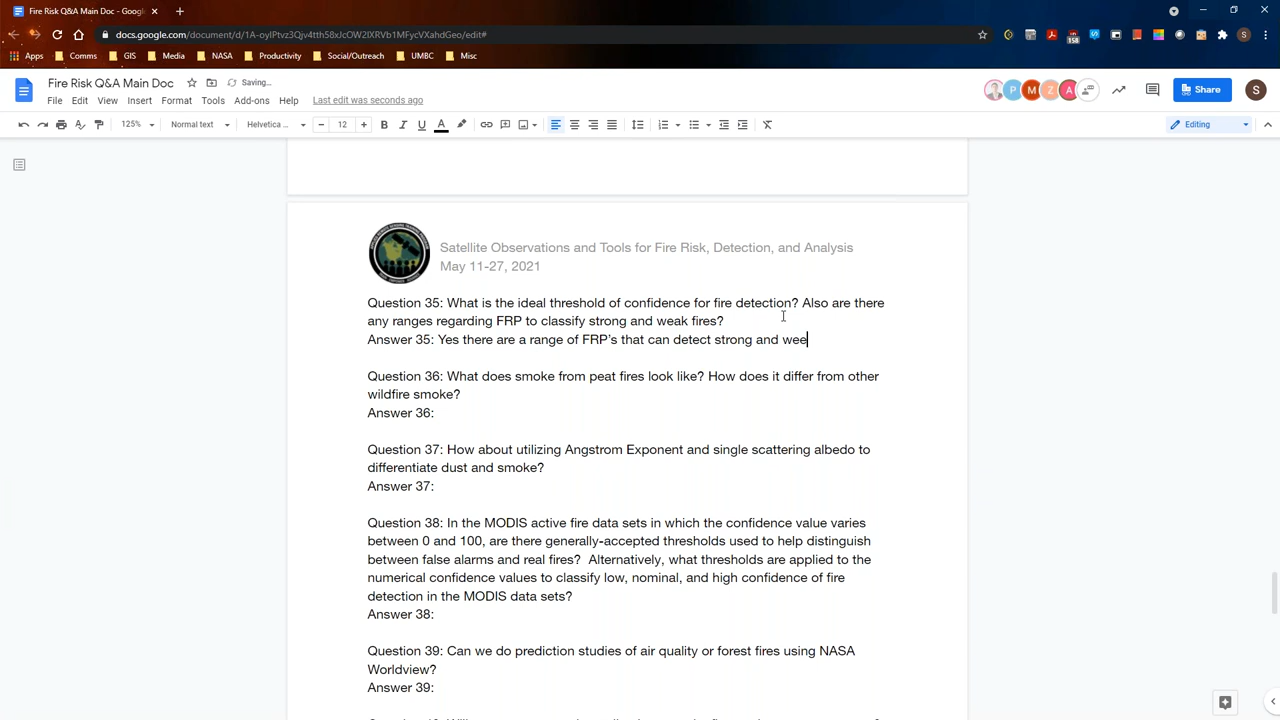 Fire Risk Q&A Main Doc
docs.google.com/document/d/1A-oyIPtvz3Qjv4tth58xJcOW2IXRVb1MFycVXahdGeo/edit#
Apps Comms GIS Media NASA Productivity Social/Outreach UMBC Misc
Fire Risk Q&A Main Doc Saving...
File Edit View Insert Format Tools Add-ons Help Last edit was seconds ago
P M Z A Share S
125% Normal text Helvetica ... 12 B I U A Editing
Satellite Observations and Tools for Fire Risk, Detection, and Analysis
May 11-27, 2021
Question 35: What is the ideal threshold of confidence for fire detection? Also are there
any ranges regarding FRP to classify strong and weak fires?
Answer 35: Yes there are a range of FRP's that can detect strong and wee
Question 36: What does smoke from peat fires look like? How does it differ from other
wildfire smoke?
Answer 36:
Question 37: How about utilizing Angstrom Exponent and single scattering albedo to
differentiate dust and smoke?
Answer 37:
Question 38: In the MODIS active fire data sets in which the confidence value varies
between 0 and 100, are there generally-accepted thresholds used to help distinguish
between false alarms and real fires?  Alternatively, what thresholds are applied to the
numerical confidence values to classify low, nominal, and high confidence of fire
detection in the MODIS data sets?
Answer 38:
Question 39: Can we do prediction studies of air quality or forest fires using NASA
Worldview?
Answer 39: